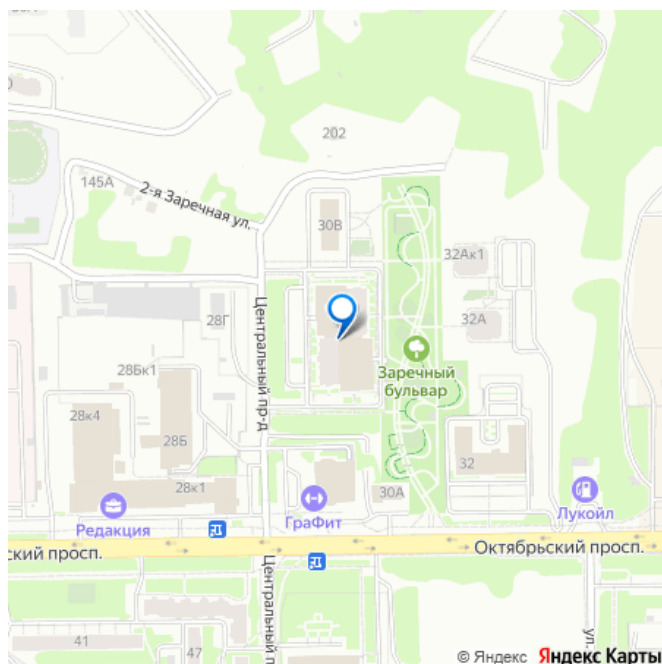 202
145А
2-я Заречная ул.
30В
32Ак1
28Г
Центральный пр-д
32А
Заречный
бульвар
28Бк1
28к4
28Б
32
28к1
30А
Редакция
ГраФит
Лукойл
ский просп.
Октябрьский просп.
Центральный п
ул.
41
47
© Яндекс Яндекс Карты